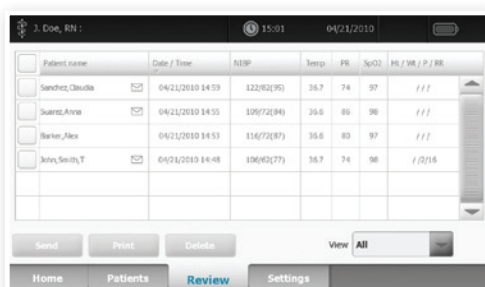 J. Doe, RN : 15:01 04/21/2010
Patient name Date / Time NIBP Temp PR SpO2 Ht / Wt / P / RR
Sanchez, Claudia 04/21/2010 14:59 122/82(95) 36.7 74 97 / / /
Suarez, Anna 04/21/2010 14:55 109/72(84) 36.8 86 98 / / /
Barker, Alex 04/21/2010 14:53 116/72(87) 36.6 80 97 / / /
John, Smith, T 04/21/2010 14:48 106/62(77) 36.7 74 98 / /2/16
Send Print Delete View All
Home Patients Review Settings